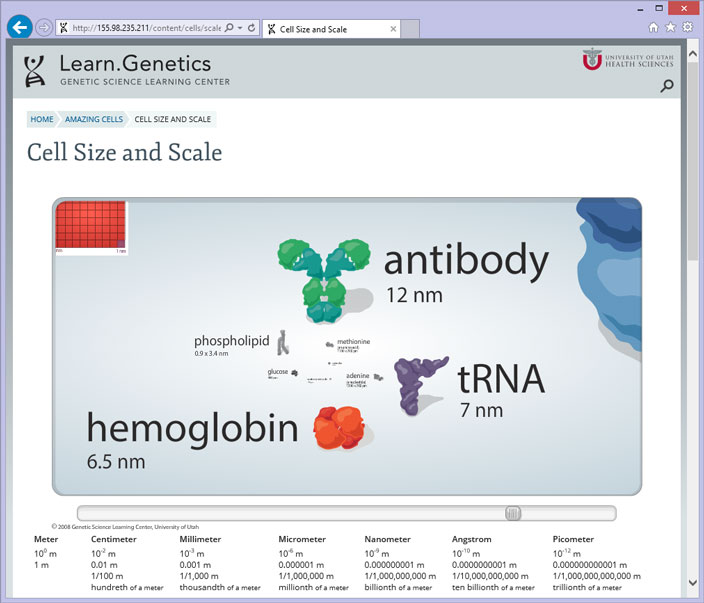 http://155.98.235.211/content/cells/scale
Cell Size and Scale
Learn.Genetics
GENETIC SCIENCE LEARNING CENTER
UNIVERSITY OF UTAH
HEALTH SCIENCES
HOME AMAZING CELLS CELL SIZE AND SCALE
Cell Size and Scale
nm 1 nm
antibody
12 nm
phospholipid
0.9 x 3.4 nm
methionine
glucose
adenine
tRNA
7 nm
hemoglobin
6.5 nm
© 2008 Genetic Science Learning Center, University of Utah
Meter Centimeter Millimeter Micrometer Nanometer Angstrom Picometer
10⁰ m 10⁻² m 10⁻³ m 10⁻⁶ m 10⁻⁹ m 10⁻¹⁰ m 10⁻¹² m
1 m 0.01 m 0.001 m 0.000001 m 0.000000001 m 0.0000000001 m 0.000000000001 m
1/100 m 1/1,000 m 1/1,000,000 m 1/1,000,000,000 m 1/10,000,000,000 m 1/1,000,000,000 m
hundreth of a meter thousandth of a meter millionth of a meter billionth of a meter ten billionth of a meter trillionth of a meter